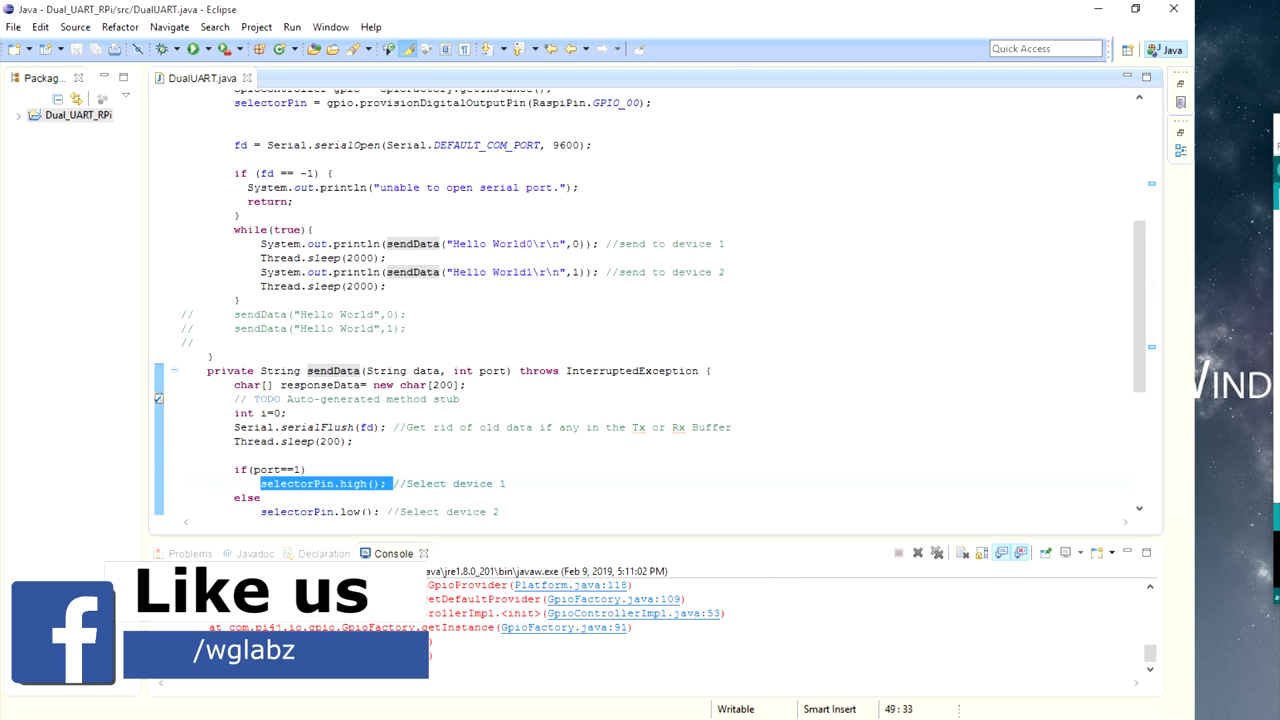 Java - Dual_UART_RPi/src/DualUART.java - Eclipse
File Edit Source Refactor Navigate Search Project Run Window Help
Quick Access
Java
Packag...
DualUART.java
Dual_UART_RPi
GpioController gpio = GpioFactory.getInstance();
selectorPin = gpio.provisionDigitalOutputPin(RaspiPin.GPIO_00);
fd = Serial.serialOpen(Serial.DEFAULT_COM_PORT, 9600);
if (fd == -1) {
System.out.println("unable to open serial port.");
return;
}
while(true){
System.out.println(sendData("Hello World0\r\n",0)); //send to device 1
Thread.sleep(2000);
System.out.println(sendData("Hello World1\r\n",1)); //send to device 2
Thread.sleep(2000);
}
// sendData("Hello World",0);
// sendData("Hello World",1);
//
}
private String sendData(String data, int port) throws InterruptedException {
char[] responseData= new char[200];
// TODO Auto-generated method stub
int i=0;
Serial.serialFlush(fd); //Get rid of old data if any in the Tx or Rx Buffer
Thread.sleep(200);
if(port==1)
selectorPin.high(); //Select device 1
else
selectorPin.low(); //Select device 2
Problems Javadoc Declaration Console
ava\jre1.8.0_201\bin\javaw.exe (Feb 9, 2019, 5:11:02 PM)
GpioProvider(Platform.java:118)
etDefaultProvider(GpioFactory.java:109)
rollerImpl.<init>(GpioControllerImpl.java:53)
at com.pi4j.io.gpio.GpioFactory.getInstance(GpioFactory.java:91)
)
)
Like us
f
/wglabz
WIND
Writable Smart Insert 49 : 33